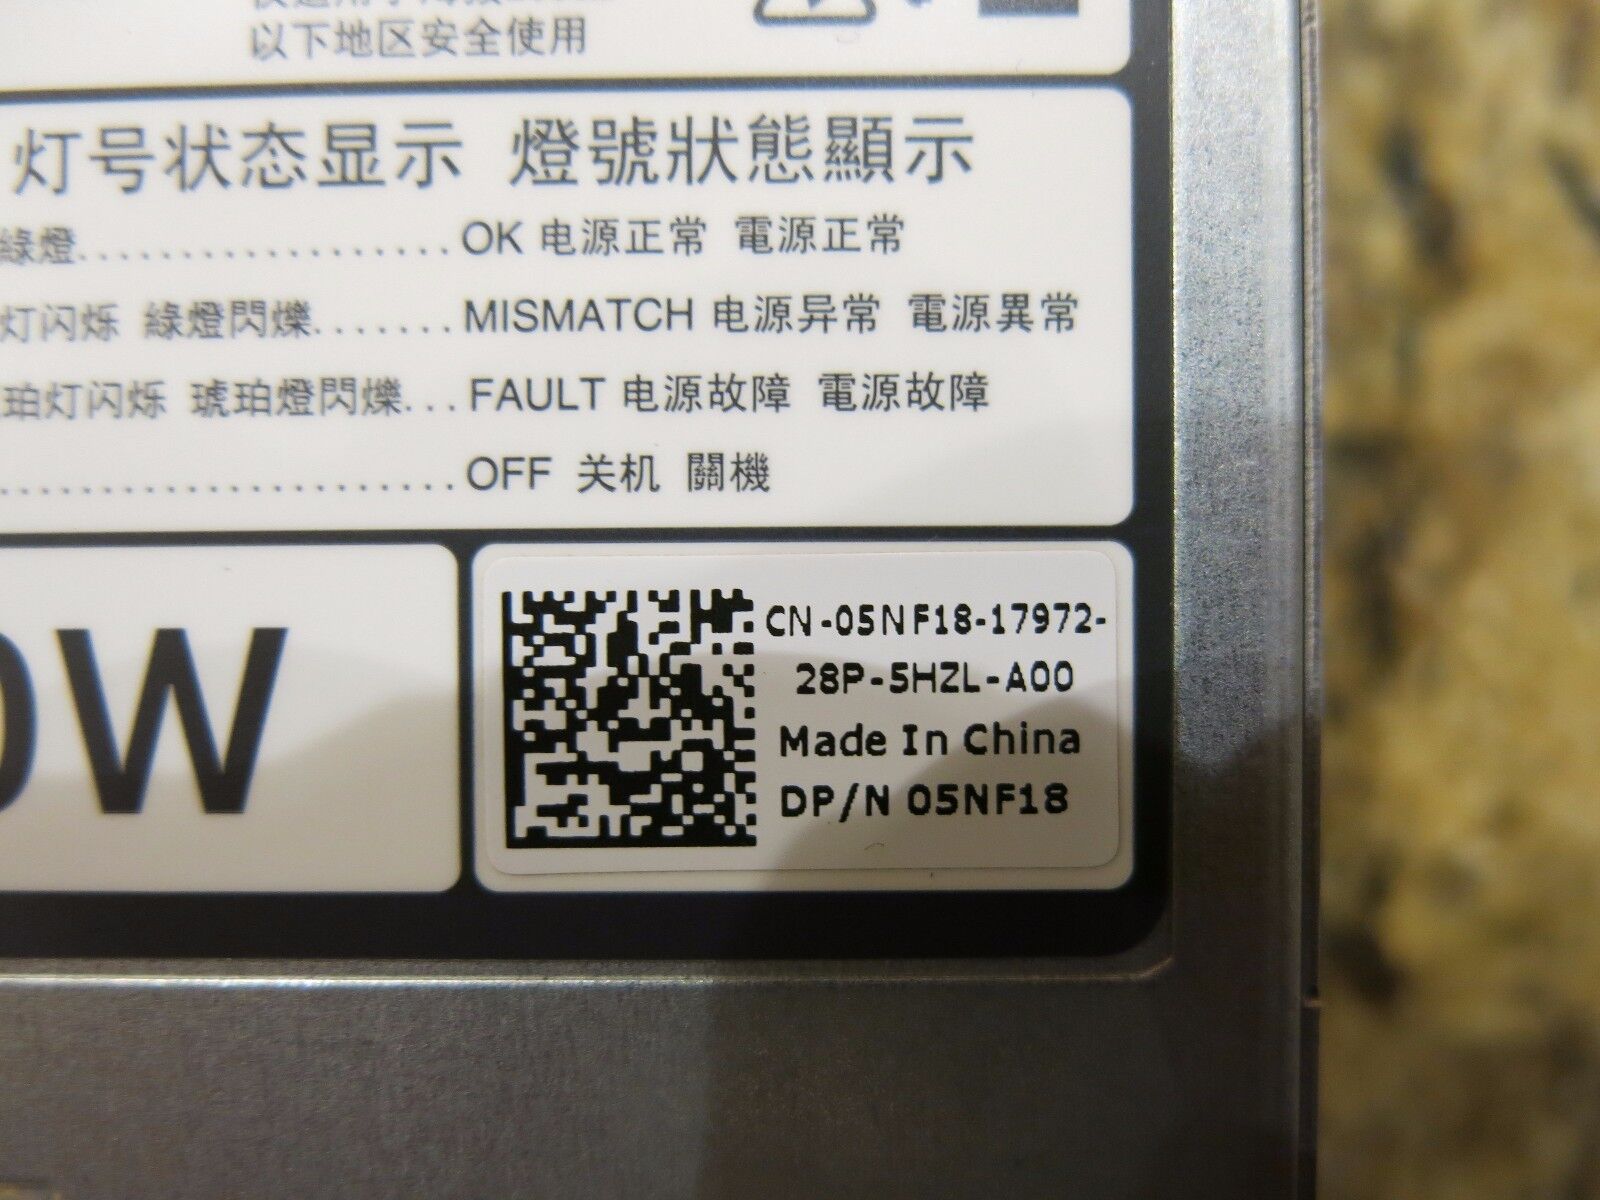 以下地区安全使用
灯号状态显示 燈號狀態顯示
綠燈..................OK 电源正常 電源正常
灯闪烁 綠燈閃爍.......MISMATCH 电源异常 電源異常
珀灯闪烁 琥珀燈閃爍...FAULT 电源故障 電源故障
......................OFF 关机 關機
0W
CN-05NF18-17972-
28P-5HZL-A00
Made In China
DP/N 05NF18